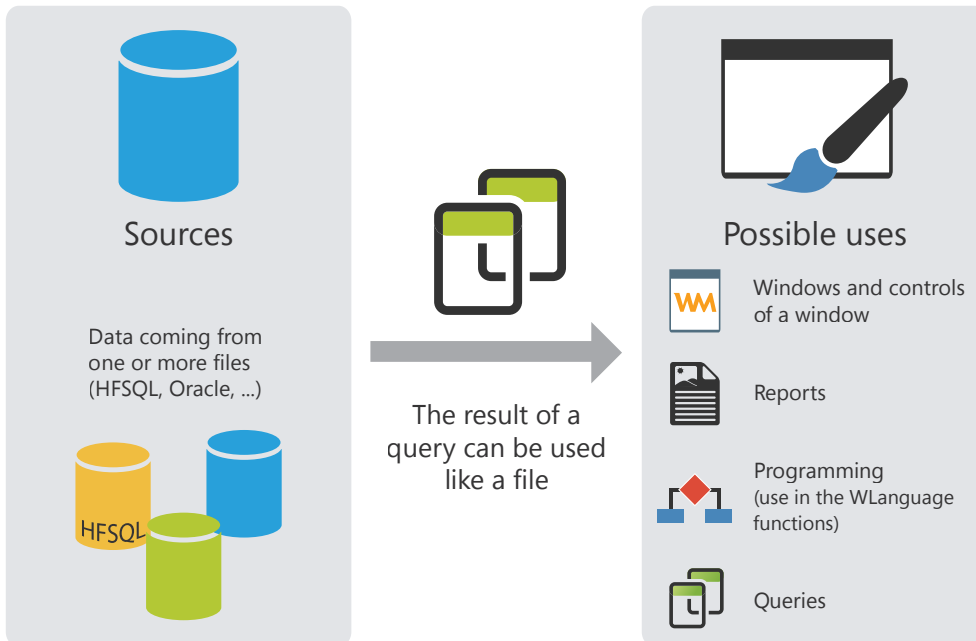 Sources
Data coming from
one or more files
(HFSQL, Oracle, ...)
HFSQL
The result of a
query can be used
like a file
Possible uses
WM
Windows and controls
of a window
Reports
Programming
(use in the WLanguage
functions)
Queries